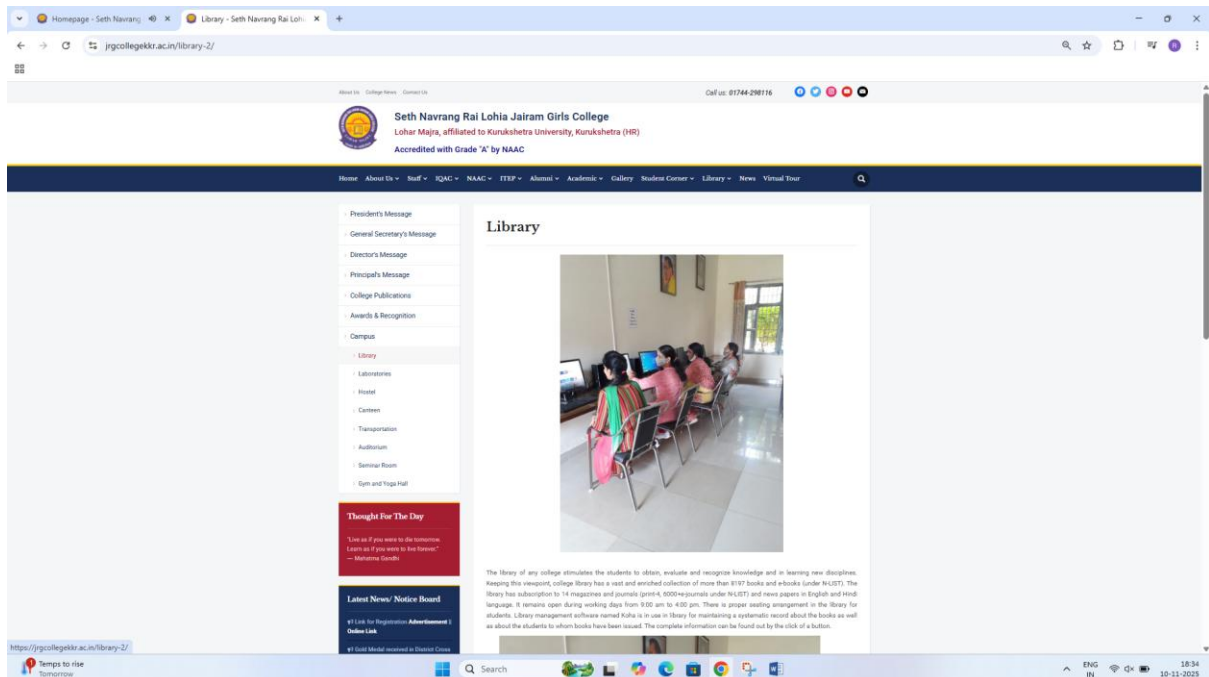 Homepage - Seth Navrang
Library - Seth Navrang Rai Lohi
jrgcollegekkr.ac.in/library-2/
About Us College News Contact Us
Call us: 01744-298116
Seth Navrang Rai Lohia Jairam Girls College
Lohar Majra, affiliated to Kurukshetra University, Kurukshetra (HR)
Accredited with Grade "A" by NAAC
Home About Us Staff IQAC NAAC ITEP Alumni Academic Gallery Student Corner Library News Virtual Tour
President's Message
General Secretary's Message
Director's Message
Principal's Message
College Publications
Awards & Recognition
Campus
Library
Laboratories
Hostel
Canteen
Transportation
Auditorium
Seminar Room
Gym and Yoga Hall
Thought For The Day
"Live as if you were to die tomorrow.
Learn as if you were to live forever."
— Mahatma Gandhi
Latest News/ Notice Board
Link for Registration Advertisement ||
Online Link
Gold Medal received in District Cross
Library
The library of any college stimulates the students to obtain, evaluate and recognize knowledge and in learning new disciplines.
Keeping this viewpoint, college library has a vast and enriched collection of more than 8197 books and e-books (under N-LIST). The
library has subscription to 14 magazines and journals (print-4, 6000+e-journals under N-LIST) and news papers in English and Hindi
language. It remains open during working days from 9:00 am to 4:00 pm. There is proper seating arrangement in the library for
students. Library management software named Koha is in use in library for maintaining a systematic record about the books as well
as about the students to whom books have been issued. The complete information can be found out by the click of a button.
https://jrgcollegekkr.ac.in/library-2/
Temps to rise
Tomorrow
Search
ENG
IN
18:34
10-11-2025